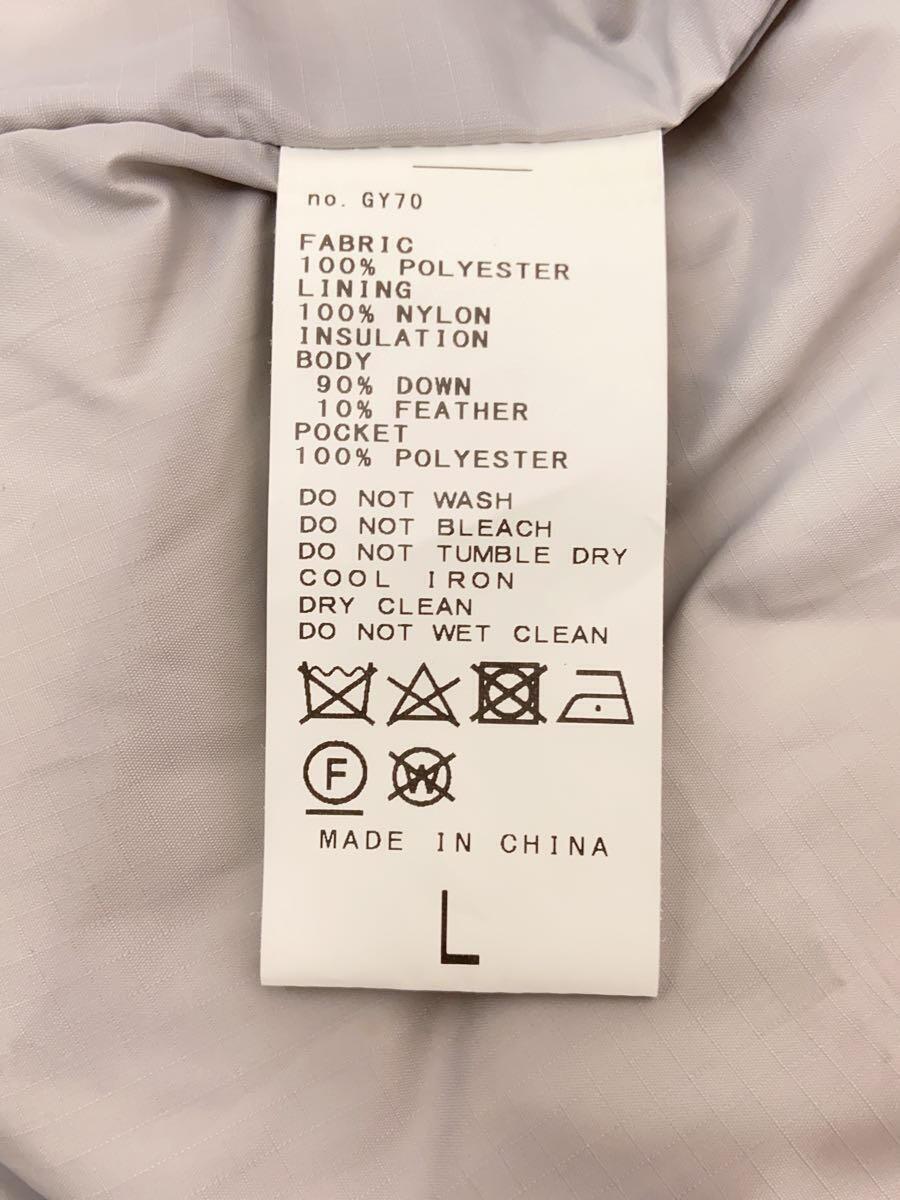 no. GY70
FABRIC
100% POLYESTER
LINING
100% NYLON
INSULATION
BODY
90% DOWN
10% FEATHER
POCKET
100% POLYESTER
DO NOT WASH
DO NOT BLEACH
DO NOT TUMBLE DRY
COOL IRON
DRY CLEAN
DO NOT WET CLEAN
F W
MADE IN CHINA
L